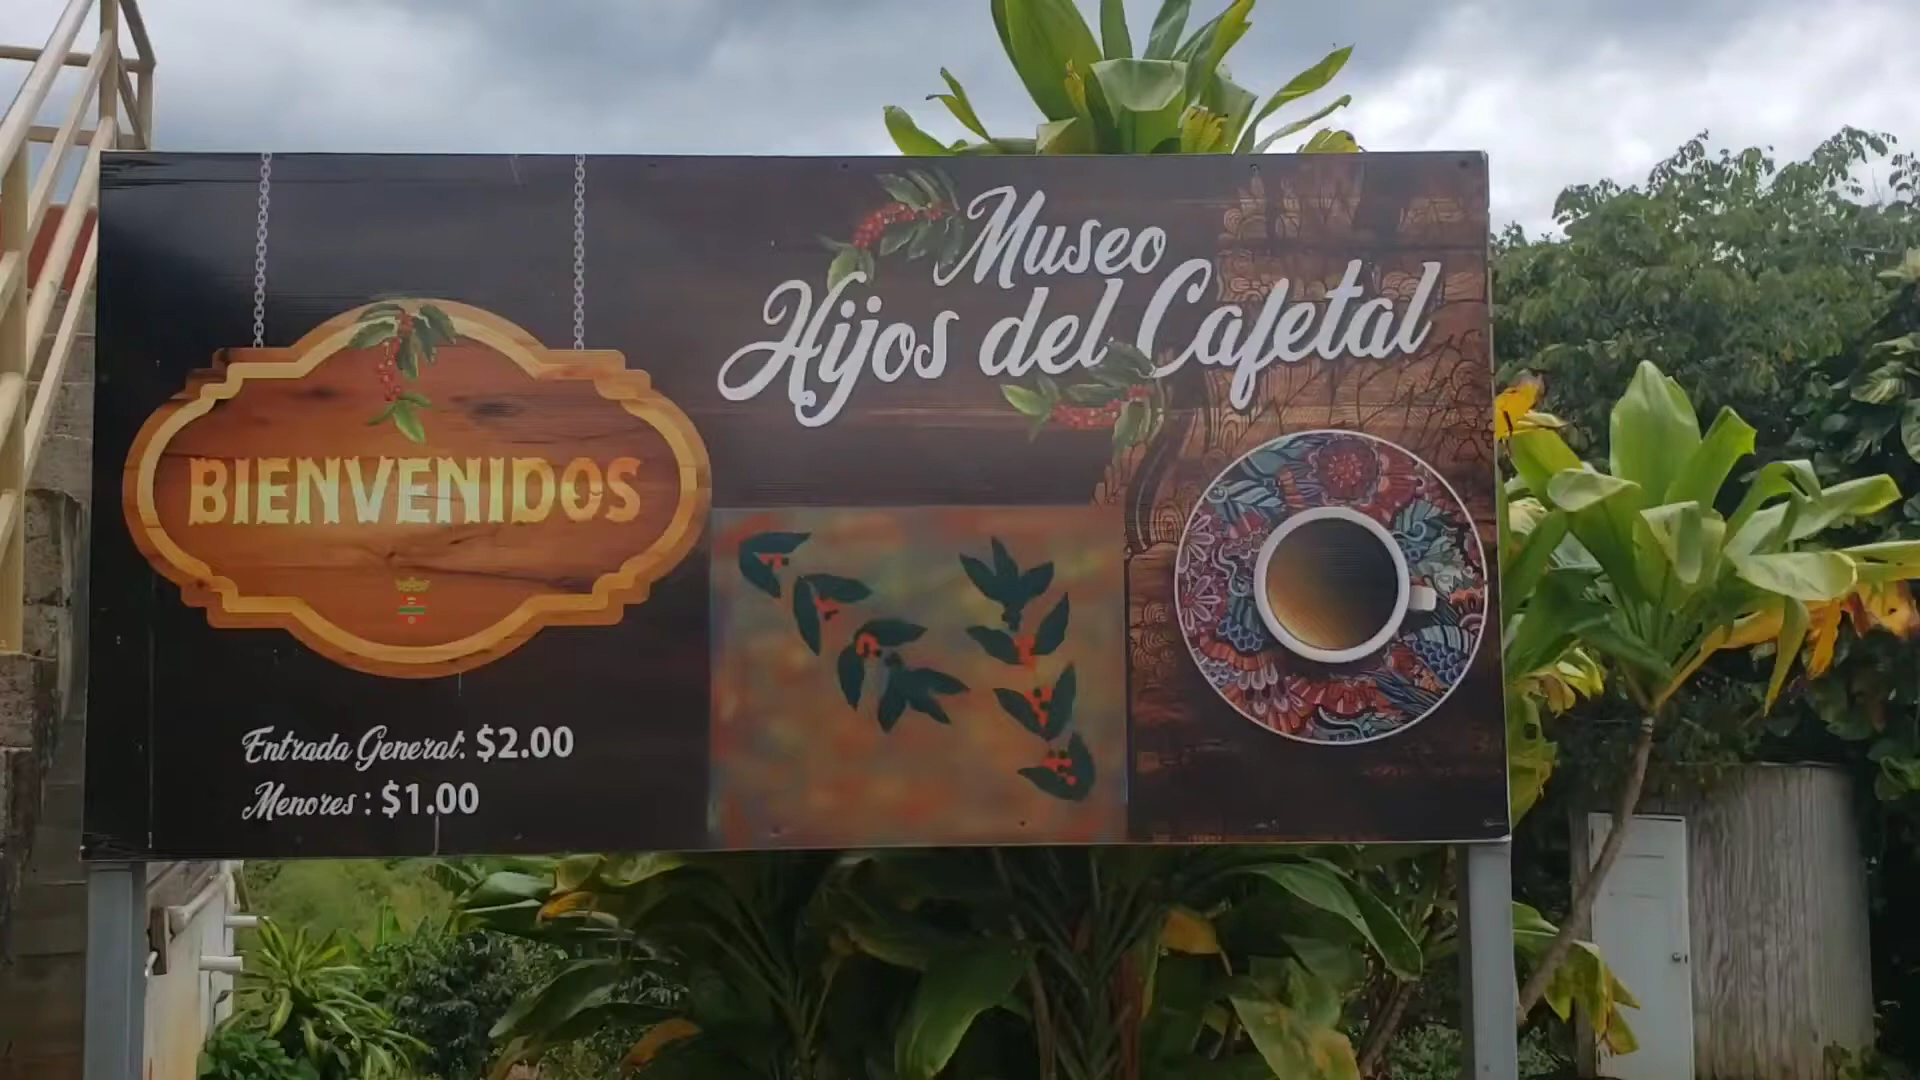 Museo
Hijos del Cafetal
BIENVENIDOS
Entrada General: $2.00
Menores : $1.00